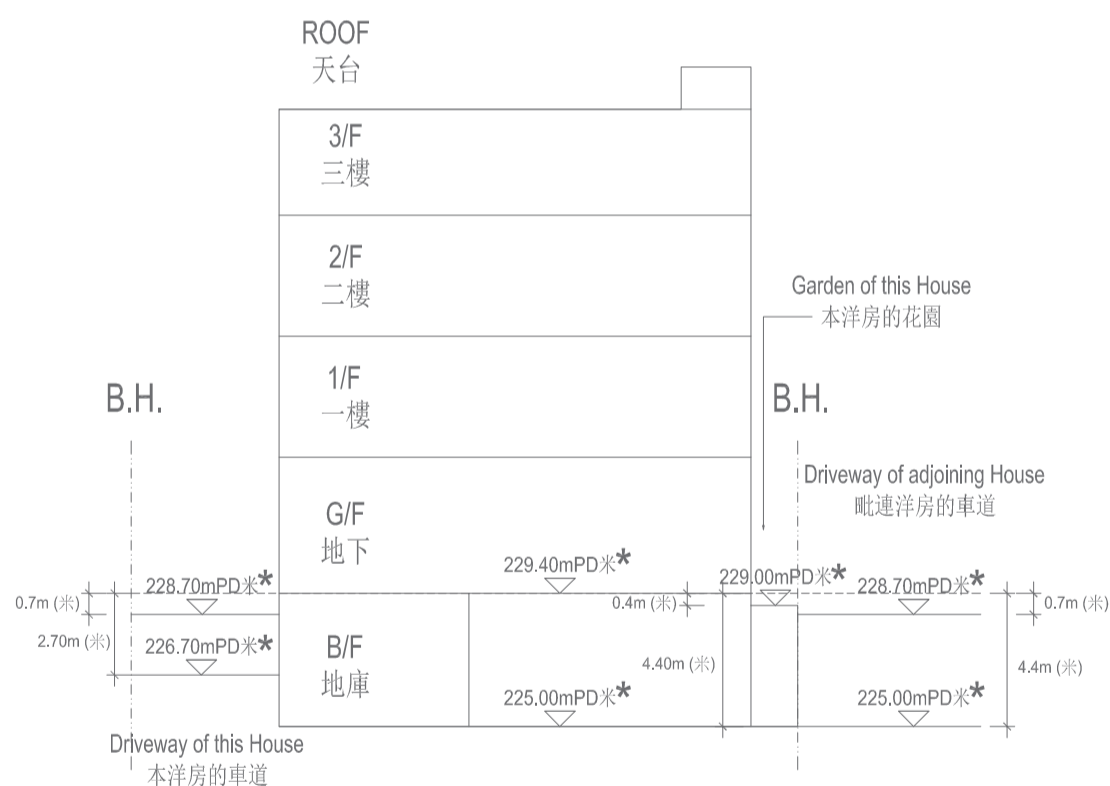 ROOF
天台
3/F
三樓
2/F
二樓
Garden of this House
本洋房的花園
1/F
一樓
B.H.
B.H.
Driveway of adjoining House
毗連洋房的車道
G/F
地下
229.40mPD米*
228.70mPD米*
229.00mPD米*
228.70mPD米*
0.7m (米)
0.4m (米)
0.7m (米)
2.70m (米)
226.70mPD米*
B/F
地庫
4.40m (米)
4.4m (米)
225.00mPD米*
225.00mPD米*
Driveway of this House
本洋房的車道